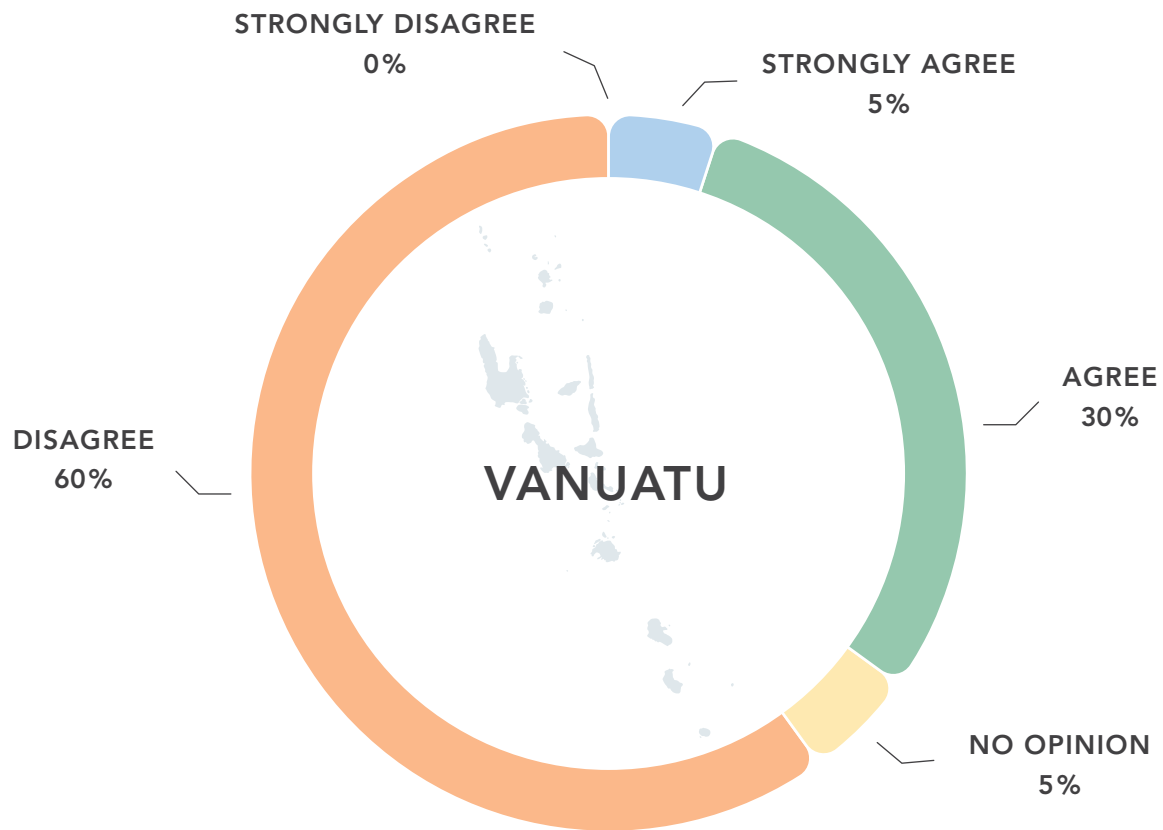 STRONGLY DISAGREE
0%
STRONGLY AGREE
5%
AGREE
30%
DISAGREE
60%
VANUATU
NO OPINION
5%